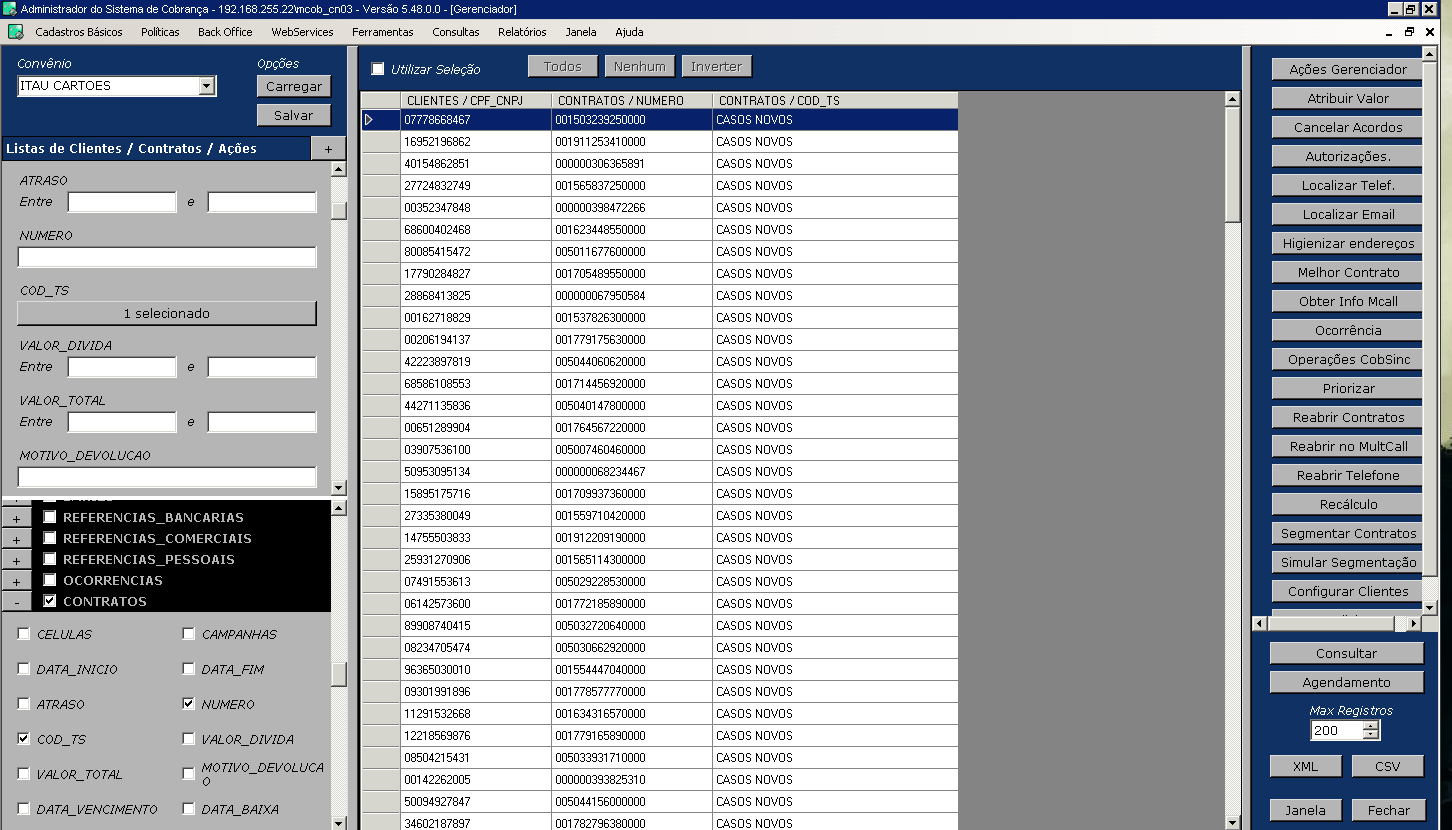 Administrador do Sistema de Cobrança - 192.168.255.22\mcob_cn03 - Versão 5.48.0.0 - [Gerenciador]
Cadastros Básicos Políticas Back Office WebServices Ferramentas Consultas Relatórios Janela Ajuda
Convênio
Opções
ITAU CARTOES
Carregar
Salvar
Listas de Clientes / Contratos / Ações +
ATRASO
Entre e
NUMERO
COD_TS
1 selecionado
VALOR_DIVIDA
Entre e
VALOR_TOTAL
Entre e
MOTIVO_DEVOLUCAO
+ REFERENCIAS_BANCARIAS
+ REFERENCIAS_COMERCIAIS
+ REFERENCIAS_PESSOAIS
+ OCORRENCIAS
- CONTRATOS
CELULAS CAMPANHAS
DATA_INICIO DATA_FIM
ATRASO NUMERO
COD_TS VALOR_DIVIDA
VALOR_TOTAL MOTIVO_DEVOLUCA
O
DATA_VENCIMENTO DATA_BAIXA
Utilizar Seleção Todos Nenhum Inverter
CLIENTES / CPF_CNPJ CONTRATOS / NUMERO CONTRATOS / COD_TS
07778668467 001503239250000 CASOS NOVOS
16952196862 001911253410000 CASOS NOVOS
40154862851 000000306365891 CASOS NOVOS
27724832749 001565837250000 CASOS NOVOS
00352347848 000000398472266 CASOS NOVOS
68600402468 001623448550000 CASOS NOVOS
80085415472 005011677600000 CASOS NOVOS
17790284827 001705489550000 CASOS NOVOS
28868413825 000000067950584 CASOS NOVOS
00162718829 001537826300000 CASOS NOVOS
00206194137 001779175630000 CASOS NOVOS
42223897819 005044060620000 CASOS NOVOS
68586108553 001714456920000 CASOS NOVOS
44271135836 005040147800000 CASOS NOVOS
00651289904 001764567220000 CASOS NOVOS
03907536100 005007460460000 CASOS NOVOS
50953095134 000000068234467 CASOS NOVOS
15895175716 001709937360000 CASOS NOVOS
27335380049 001559710420000 CASOS NOVOS
14755503833 001912209190000 CASOS NOVOS
25931270906 001565114300000 CASOS NOVOS
07491553613 005029228530000 CASOS NOVOS
06142573600 001772185890000 CASOS NOVOS
89908740415 005032720640000 CASOS NOVOS
08234705474 005030662920000 CASOS NOVOS
96365030010 001554447040000 CASOS NOVOS
09301991896 001778577770000 CASOS NOVOS
11291532668 001634316570000 CASOS NOVOS
12218569876 001779165890000 CASOS NOVOS
08504215431 005033931710000 CASOS NOVOS
00142262005 000000393825310 CASOS NOVOS
50094927847 005044156000000 CASOS NOVOS
34602187897 001782796380000 CASOS NOVOS
Ações Gerenciador
Atribuir Valor
Cancelar Acordos
Autorizações.
Localizar Telef.
Localizar Email
Higienizar endereços
Melhor Contrato
Obter Info Mcall
Ocorrência
Operações CobSinc
Priorizar
Reabrir Contratos
Reabrir no MultCall
Reabrir Telefone
Recálculo
Segmentar Contratos
Simular Segmentação
Configurar Clientes
Consultar
Agendamento
Max Registros
200
XML CSV
Janela Fechar